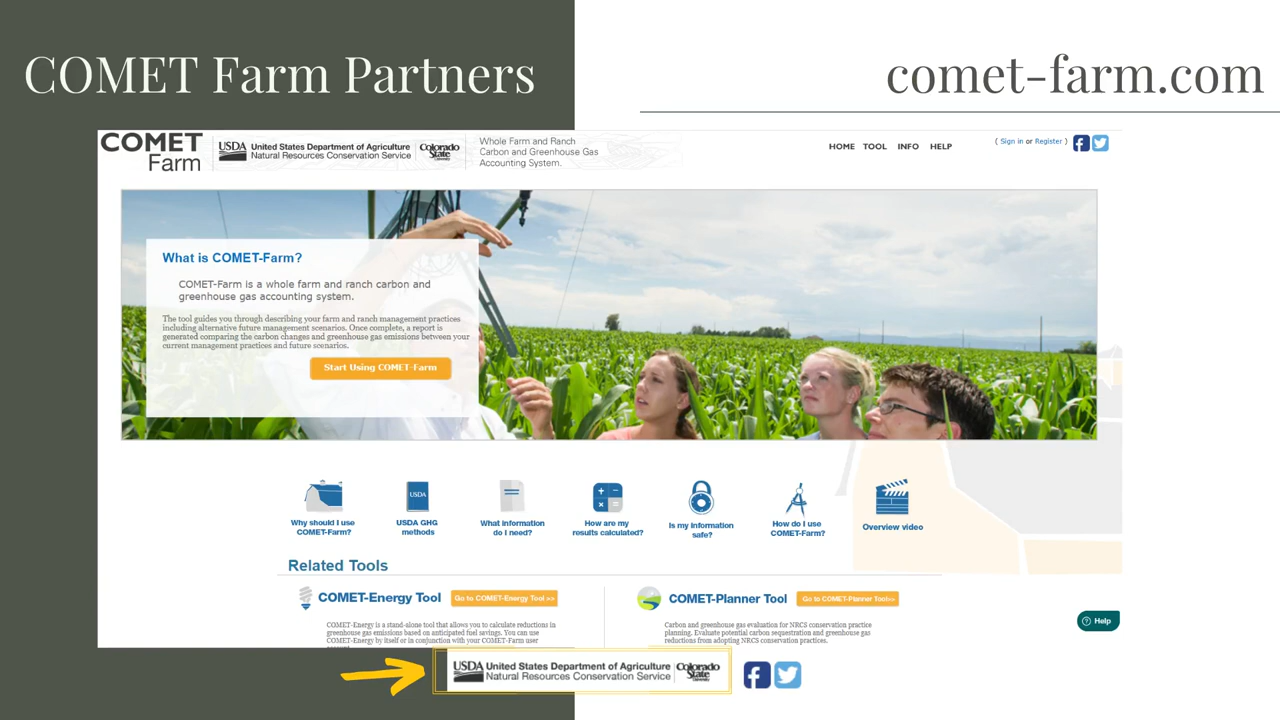 COMET Farm Partners
comet-farm.com
COMET
Farm
USDA United States Department of Agriculture
Natural Resources Conservation Service
Colorado
State
University
Whole Farm and Ranch
Carbon and Greenhouse Gas
Accounting System.
HOME TOOL INFO HELP
( Sign in or Register )
What is COMET-Farm?
COMET-Farm is a whole farm and ranch carbon and
greenhouse gas accounting system.
The tool guides you through describing your farm and ranch management practices
including alternative future management scenarios. Once complete, a report is
generated comparing the carbon changes and greenhouse gas emissions between your
current management practices and future scenarios.
Start Using COMET-Farm
Why should I use
COMET-Farm?
USDA
USDA GHG
methods
What information
do I need?
How are my
results calculated?
Is my information
safe?
How do I use
COMET-Farm?
Overview video
Related Tools
COMET-Energy Tool
Go to COMET-Energy Tool >>
COMET-Energy is a stand-alone tool that allows you to calculate reductions in
greenhouse gas emissions based on anticipated fuel savings. You can use
COMET-Energy by itself or in conjunction with your COMET-Farm user
COMET-Planner Tool
Go to COMET-Planner Tool>>
Carbon and greenhouse gas evaluation for NRCS conservation practice
planning. Evaluate potential carbon sequestration and greenhouse gas
reductions from adopting NRCS conservation practices.
Help
USDA United States Department of Agriculture
Natural Resources Conservation Service
Colorado
State
University